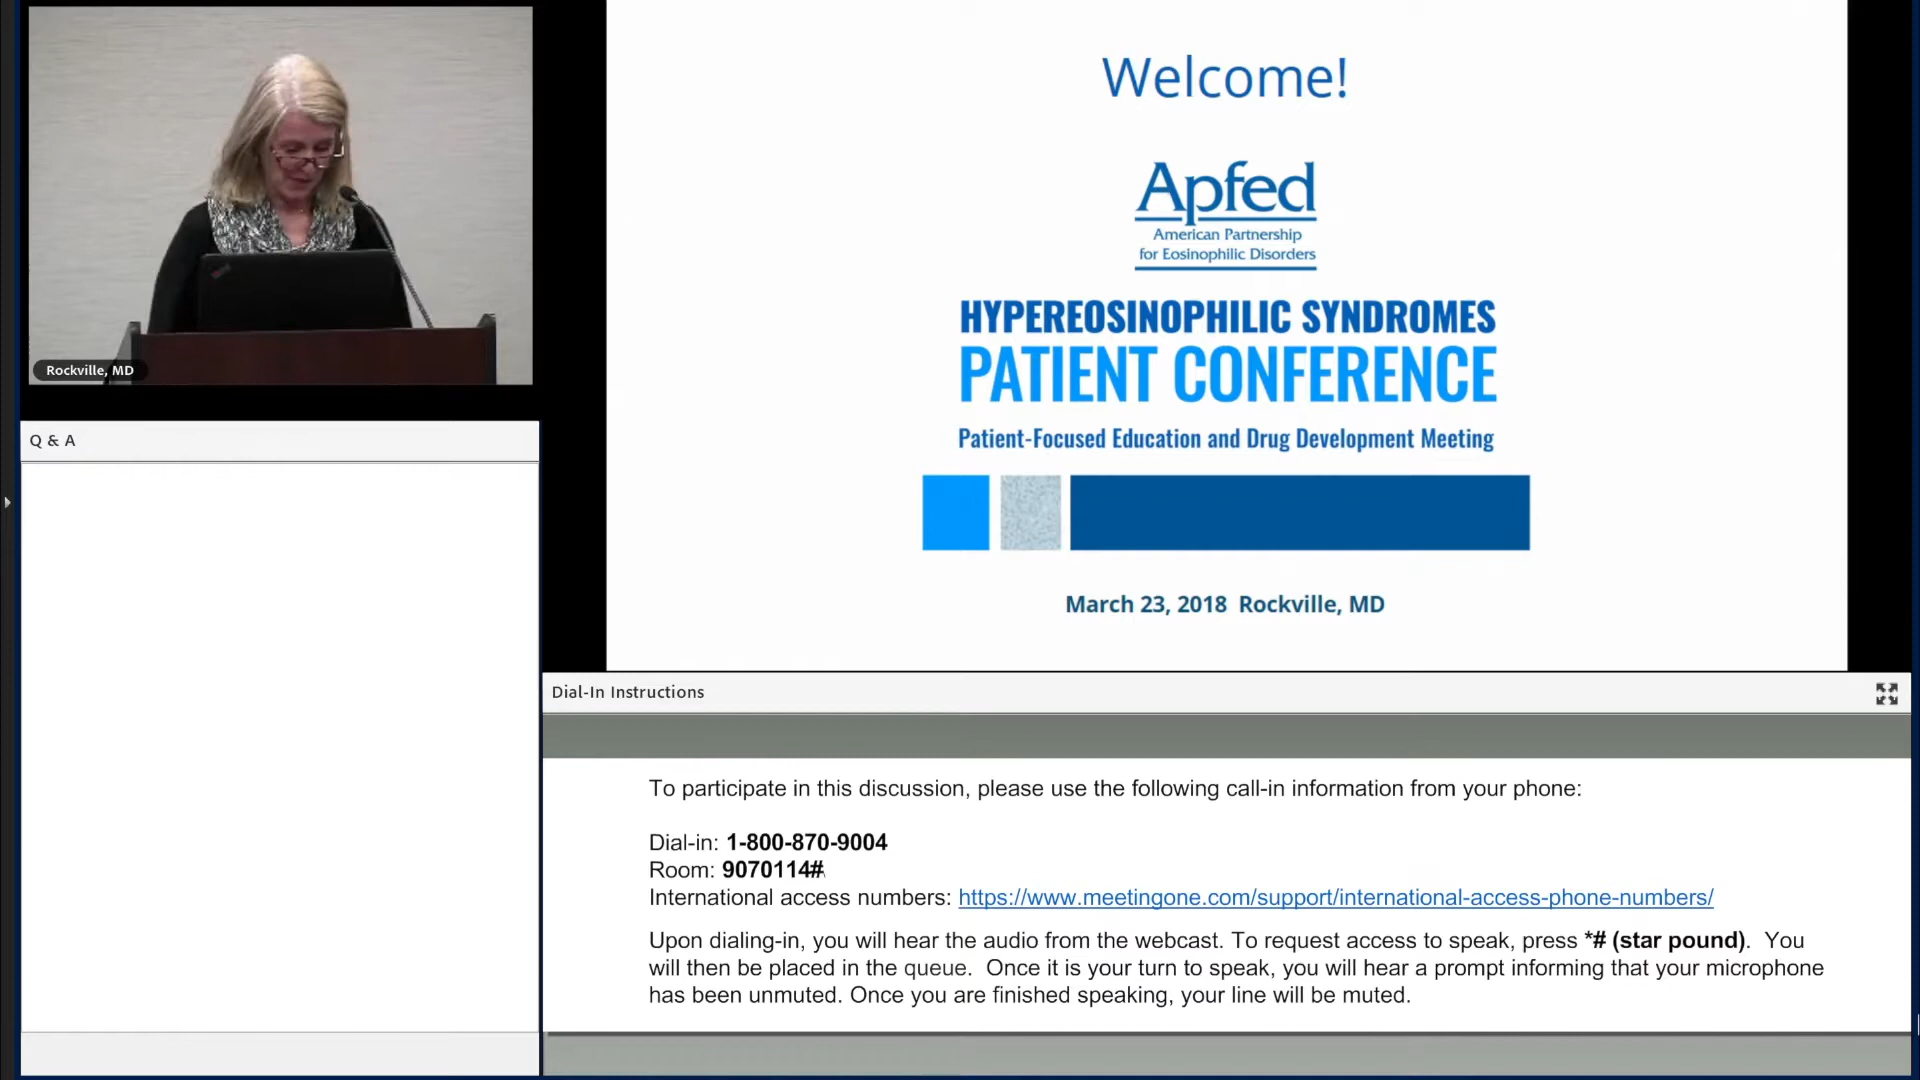 Welcome!
Apfed
American Partnership
for Eosinophilic Disorders
HYPEREOSINOPHILIC SYNDROMES
PATIENT CONFERENCE
Patient-Focused Education and Drug Development Meeting
March 23, 2018 Rockville, MD
Rockville, MD
Q & A
Dial-In Instructions
To participate in this discussion, please use the following call-in information from your phone:
Dial-in: 1-800-870-9004
Room: 9070114#
International access numbers: https://www.meetingone.com/support/international-access-phone-numbers/
Upon dialing-in, you will hear the audio from the webcast. To request access to speak, press *# (star pound). You
will then be placed in the queue. Once it is your turn to speak, you will hear a prompt informing that your microphone
has been unmuted. Once you are finished speaking, your line will be muted.